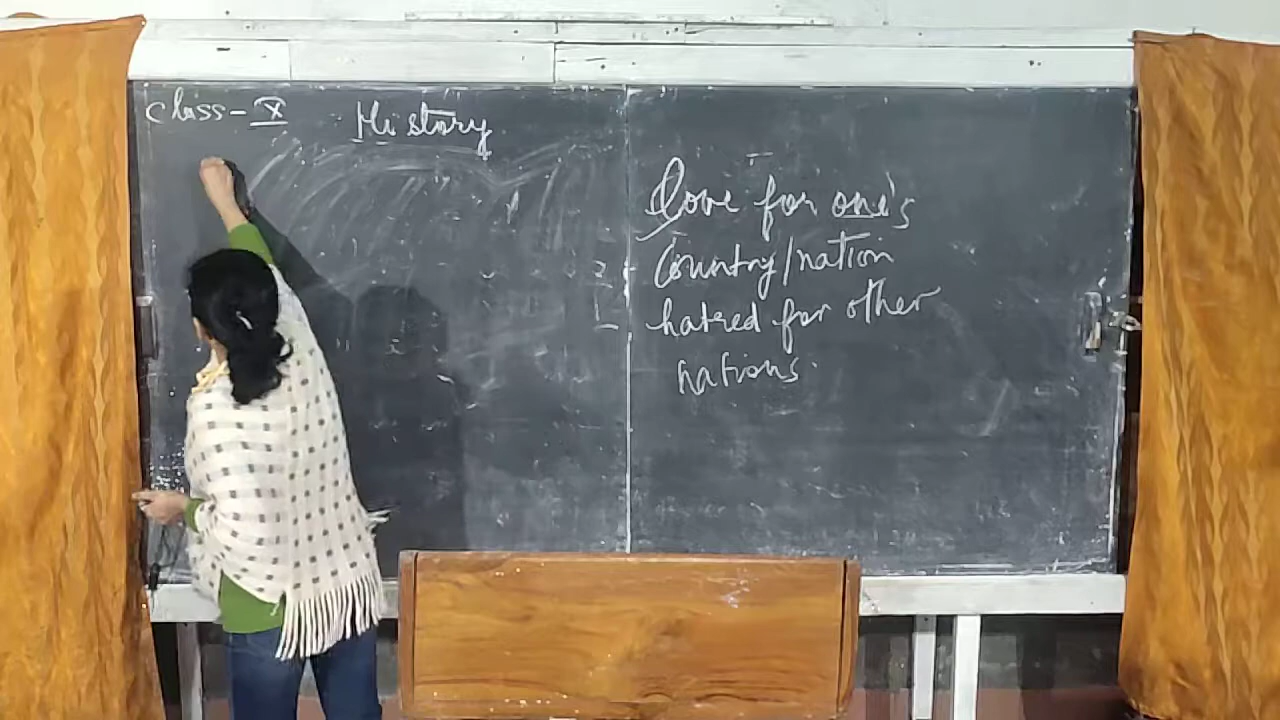 Class - X
History
love for one's
Country/nation
hatred for other
nations.